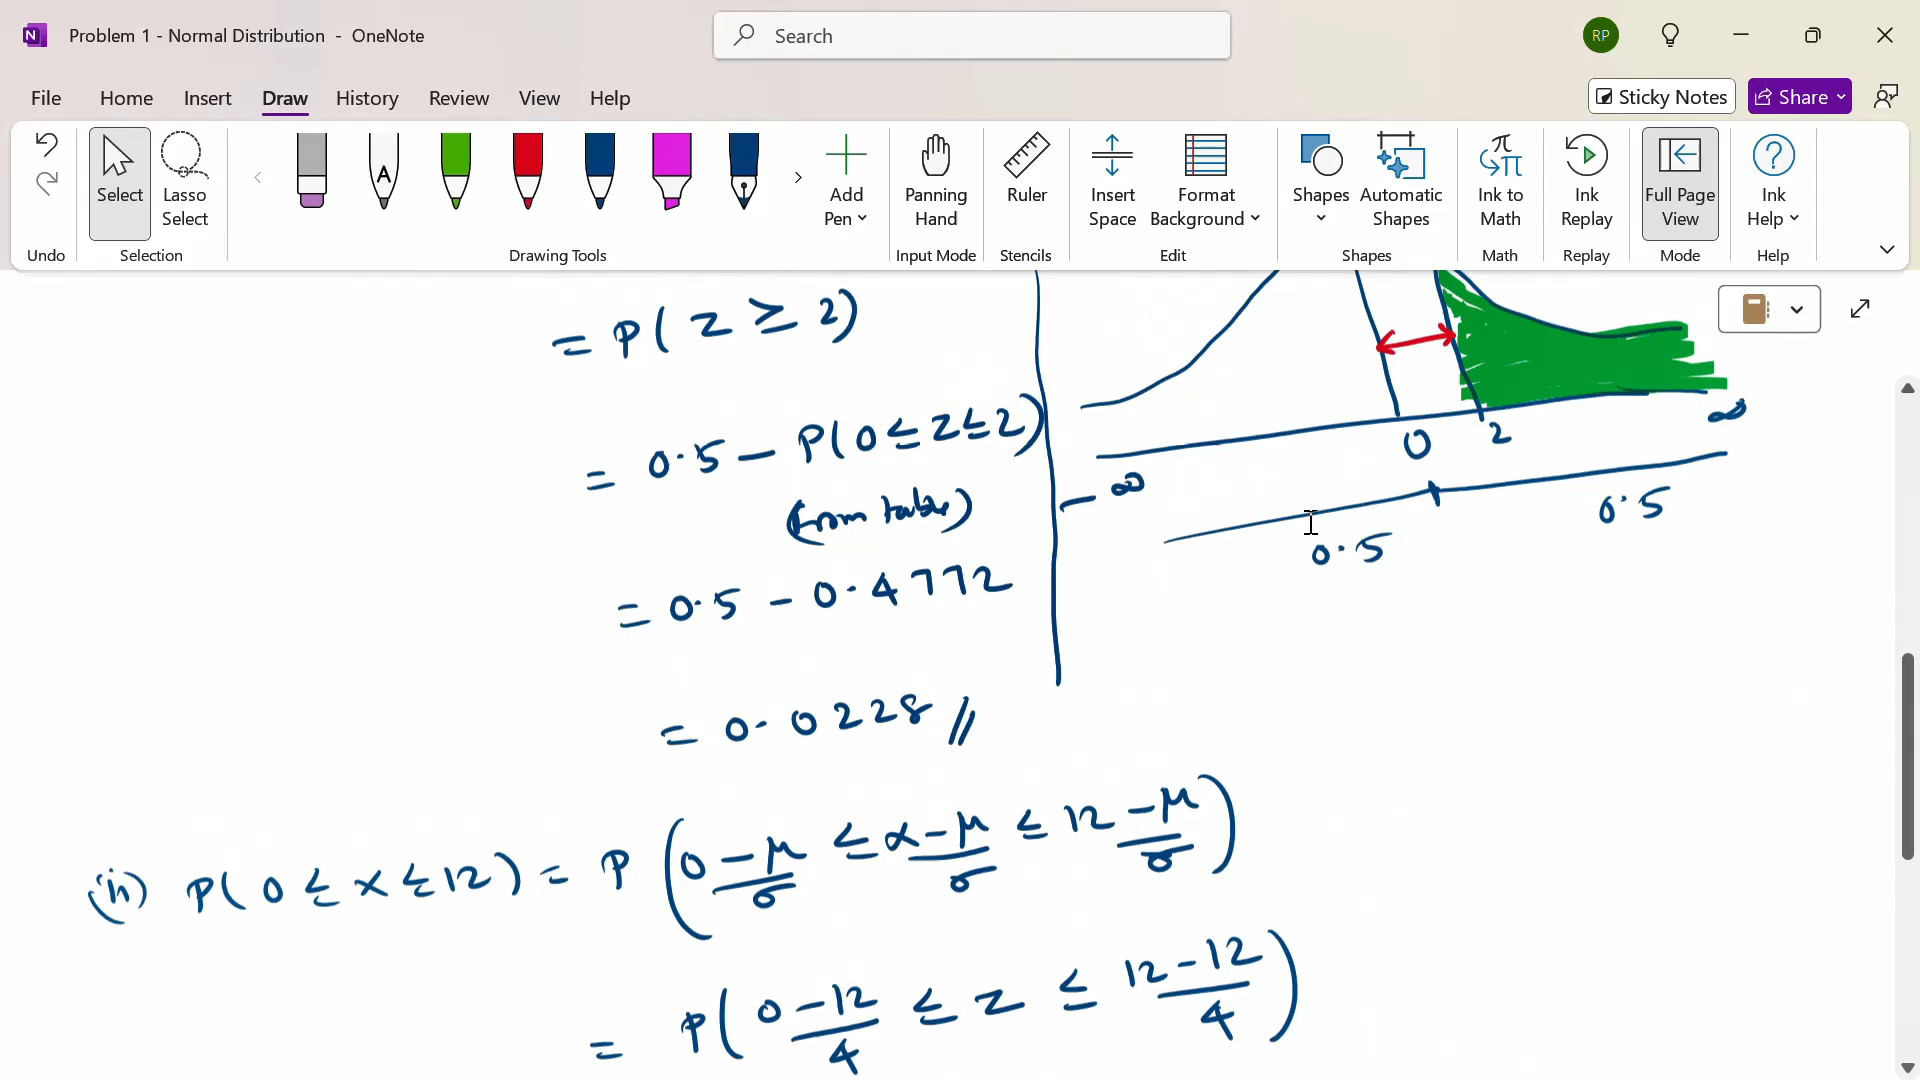 Problem 1 - Normal Distribution - OneNote
Search
RP
File Home Insert Draw History Review View Help
Sticky Notes Share
Select Lasso Select
A
Add Pen
Panning Hand
Ruler
Insert Space
Format Background
Shapes
Automatic Shapes
Ink to Math
Ink Replay
Full Page View
Ink Help
Undo Selection Drawing Tools Input Mode Stencils Edit Shapes Math Replay Mode Help
= P( z ≥ 2)
= 0.5 - P(0 ≤ z ≤ 2)
(from table)
= 0.5 - 0.4772
= 0.0228 //
0 2 ∞
- ∞
0.5 0.5
(ii) P( 0 ≤ x ≤ 12) = P ( (0 - μ)/σ ≤ (x - μ)/σ ≤ (12 - μ)/σ )
= P( (0 - 12)/4 ≤ z ≤ (12 - 12)/4 )